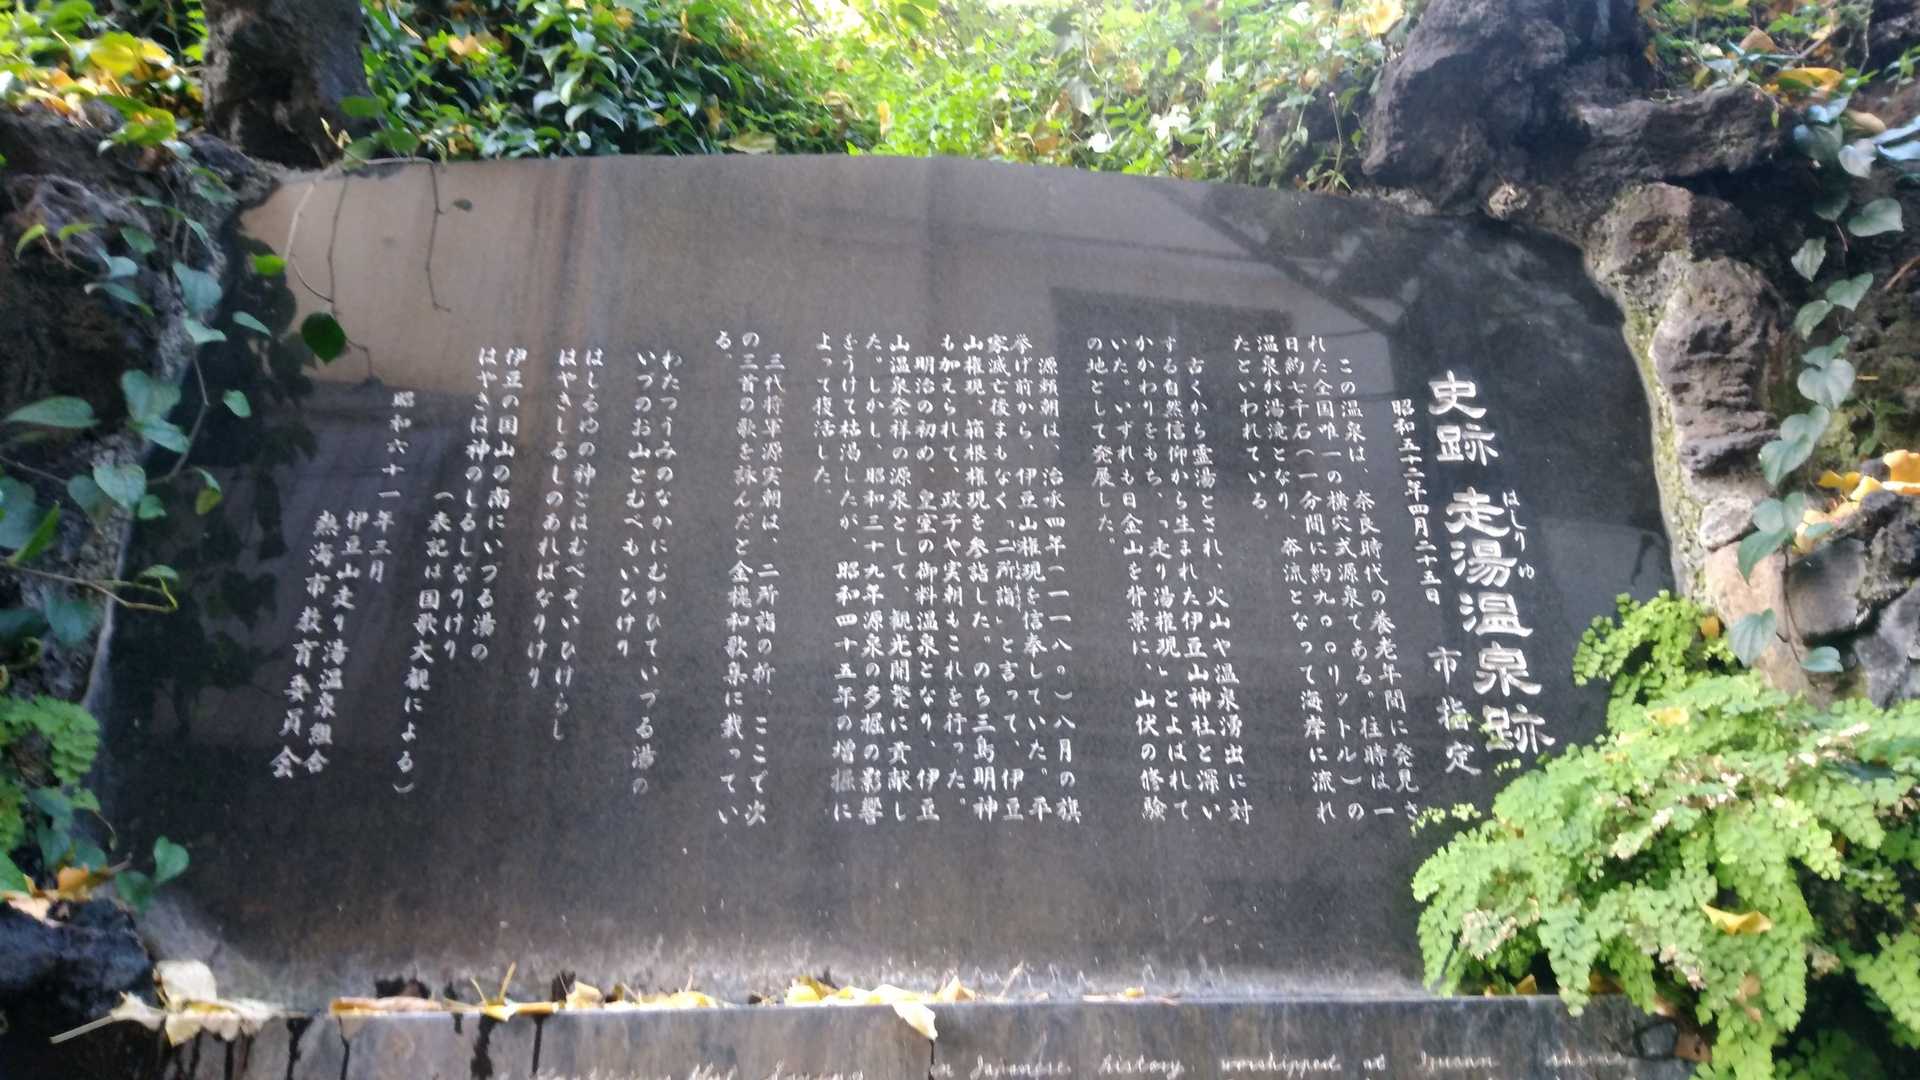 史跡 走湯温泉跡
はしりゆ
昭和五十二年四月二十三日 市指定
この温泉は、奈良時代の養老年間に発見さ
れた全国唯一の横穴式源泉である。往時は一
日約七千石(一分間に約九〇〇リットル)の
温泉が湯滝となり、奔流となって海岸に流れ
たといわれている。
古くから霊湯とされ、火山や温泉湧出に対
する自然信仰から生まれた伊豆山神社と深い
かかわりをもち、「走り湯権現」とよばれて
いた。いずれも日金山を背景に、山伏の修験
の地として発展した。
源頼朝は、治承四年(一一八〇)八月の旗
挙げ前から、伊豆山権現を信奉していた。平
家滅亡後まもなく、「二所詣」と言って、伊豆
山権現、箱根権現を参詣した。のち三島明神
も加えられて、政子や実朝もこれを行った。
明治の初め、皇室の御料温泉となり、伊豆
山温泉発祥の源泉として、観光開発に貢献し
た。しかし、昭和三十九年源泉の多掘の影響
をうけて枯渇したが、昭和四十五年の増掘に
よって復活した。
三代将軍源実朝は、二所詣の折、ここで次
の三首の歌を詠んだと金槐和歌集に載ってい
る。
わたつうみのなかにむかひていづる湯の
いづのお山とむべもいひけり
はしるゆの神とはむべぞいひけらし
はやきしるしのあればなりけり
伊豆の国山の南にいづる湯の
はやきは神のしるしなりけり
(表記は国歌大観による)
昭和六十一年三月
伊豆山走り湯温泉組合
熱海市教育委員会
in Japanese history, worshipped at Izusan shrine